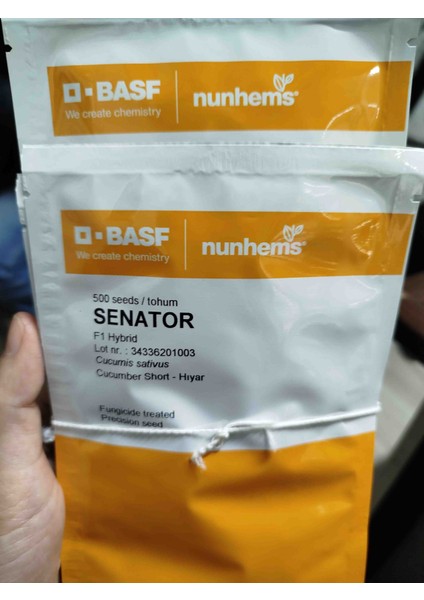 BASF nunhems®
We create chemistry
BASF nunhems®
We create chemistry
500 seeds / tohum
SENATOR
F1 Hybrid
Lot nr. : 34336201003
Cucumis sativus
Cucumber Short - Hıyar
Fungicide treated
Precision seed